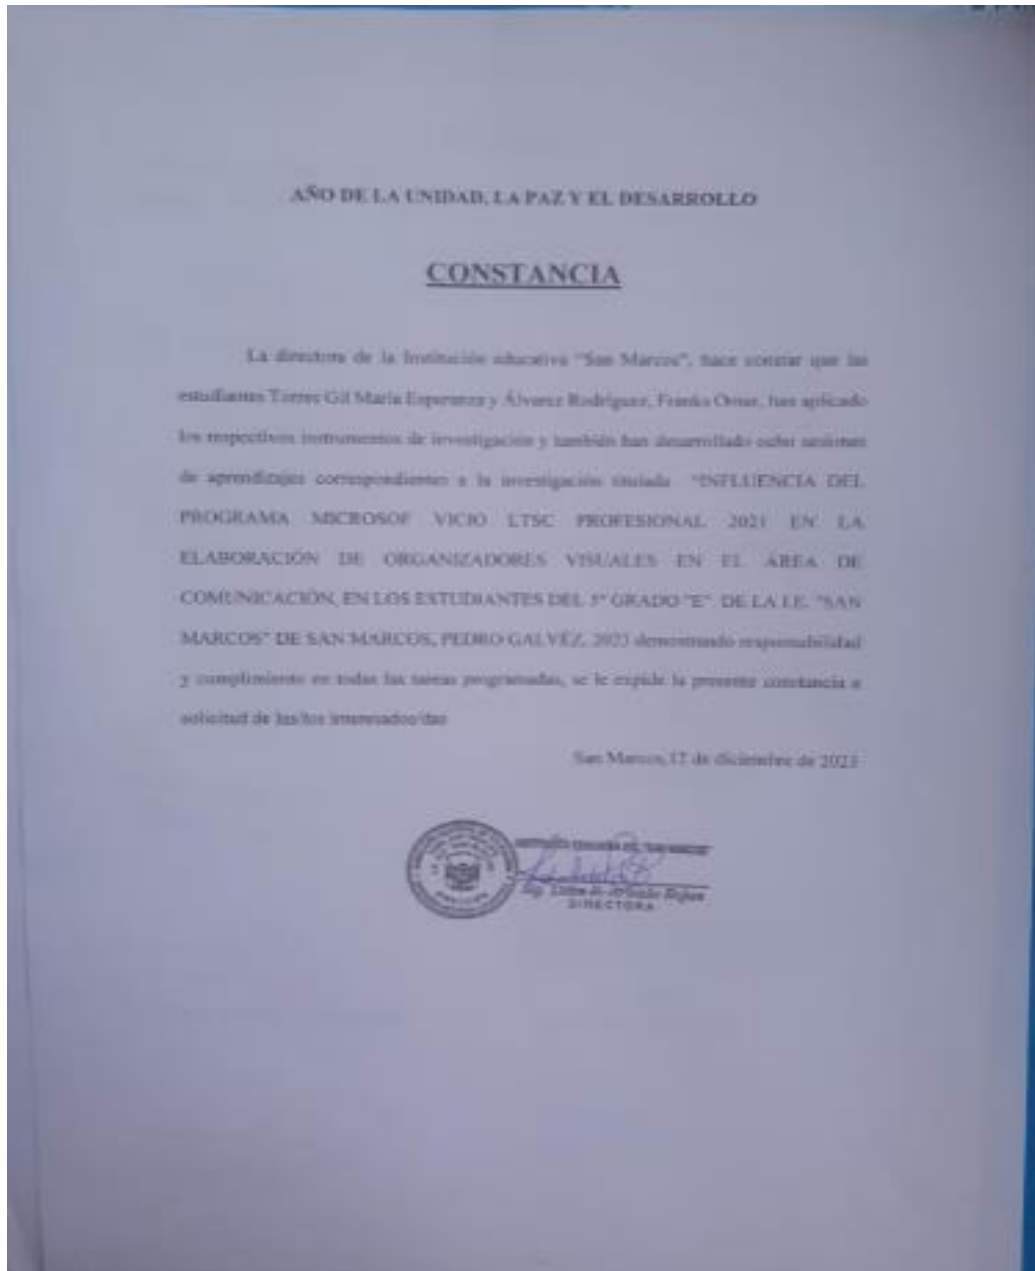 AÑO DE LA UNIDAD, LA PAZ Y EL DESARROLLO
CONSTANCIA
La directora de la Institución educativa "San Marcos", hace constar que las
estudiantes Torres Gil María Esperanza y Álvarez Rodríguez, Franks Omar, han aplicado
los respectivos instrumentos de investigación y también han desarrollado ocho sesiones
de aprendizajes correspondientes a la investigación titulada "INFLUENCIA DEL
PROGRAMA MICROSOF VICIO LTSC PROFESIONAL 2021 EN LA
ELABORACIÓN DE ORGANIZADORES VISUALES EN EL ÁREA DE
COMUNICACIÓN, EN LOS ESTUDIANTES DEL GRADO "E" DE LA I.E. "SAN
MARCOS" DE SAN MARCOS, PEDRO GALVÉZ, 2023 demostrando responsabilidad
y cumplimiento en todas las tareas programadas, se le expide la presente constancia a
solicitud de las/los interesados/das
San Marcos, de diciembre de 2023
DIRECTORA